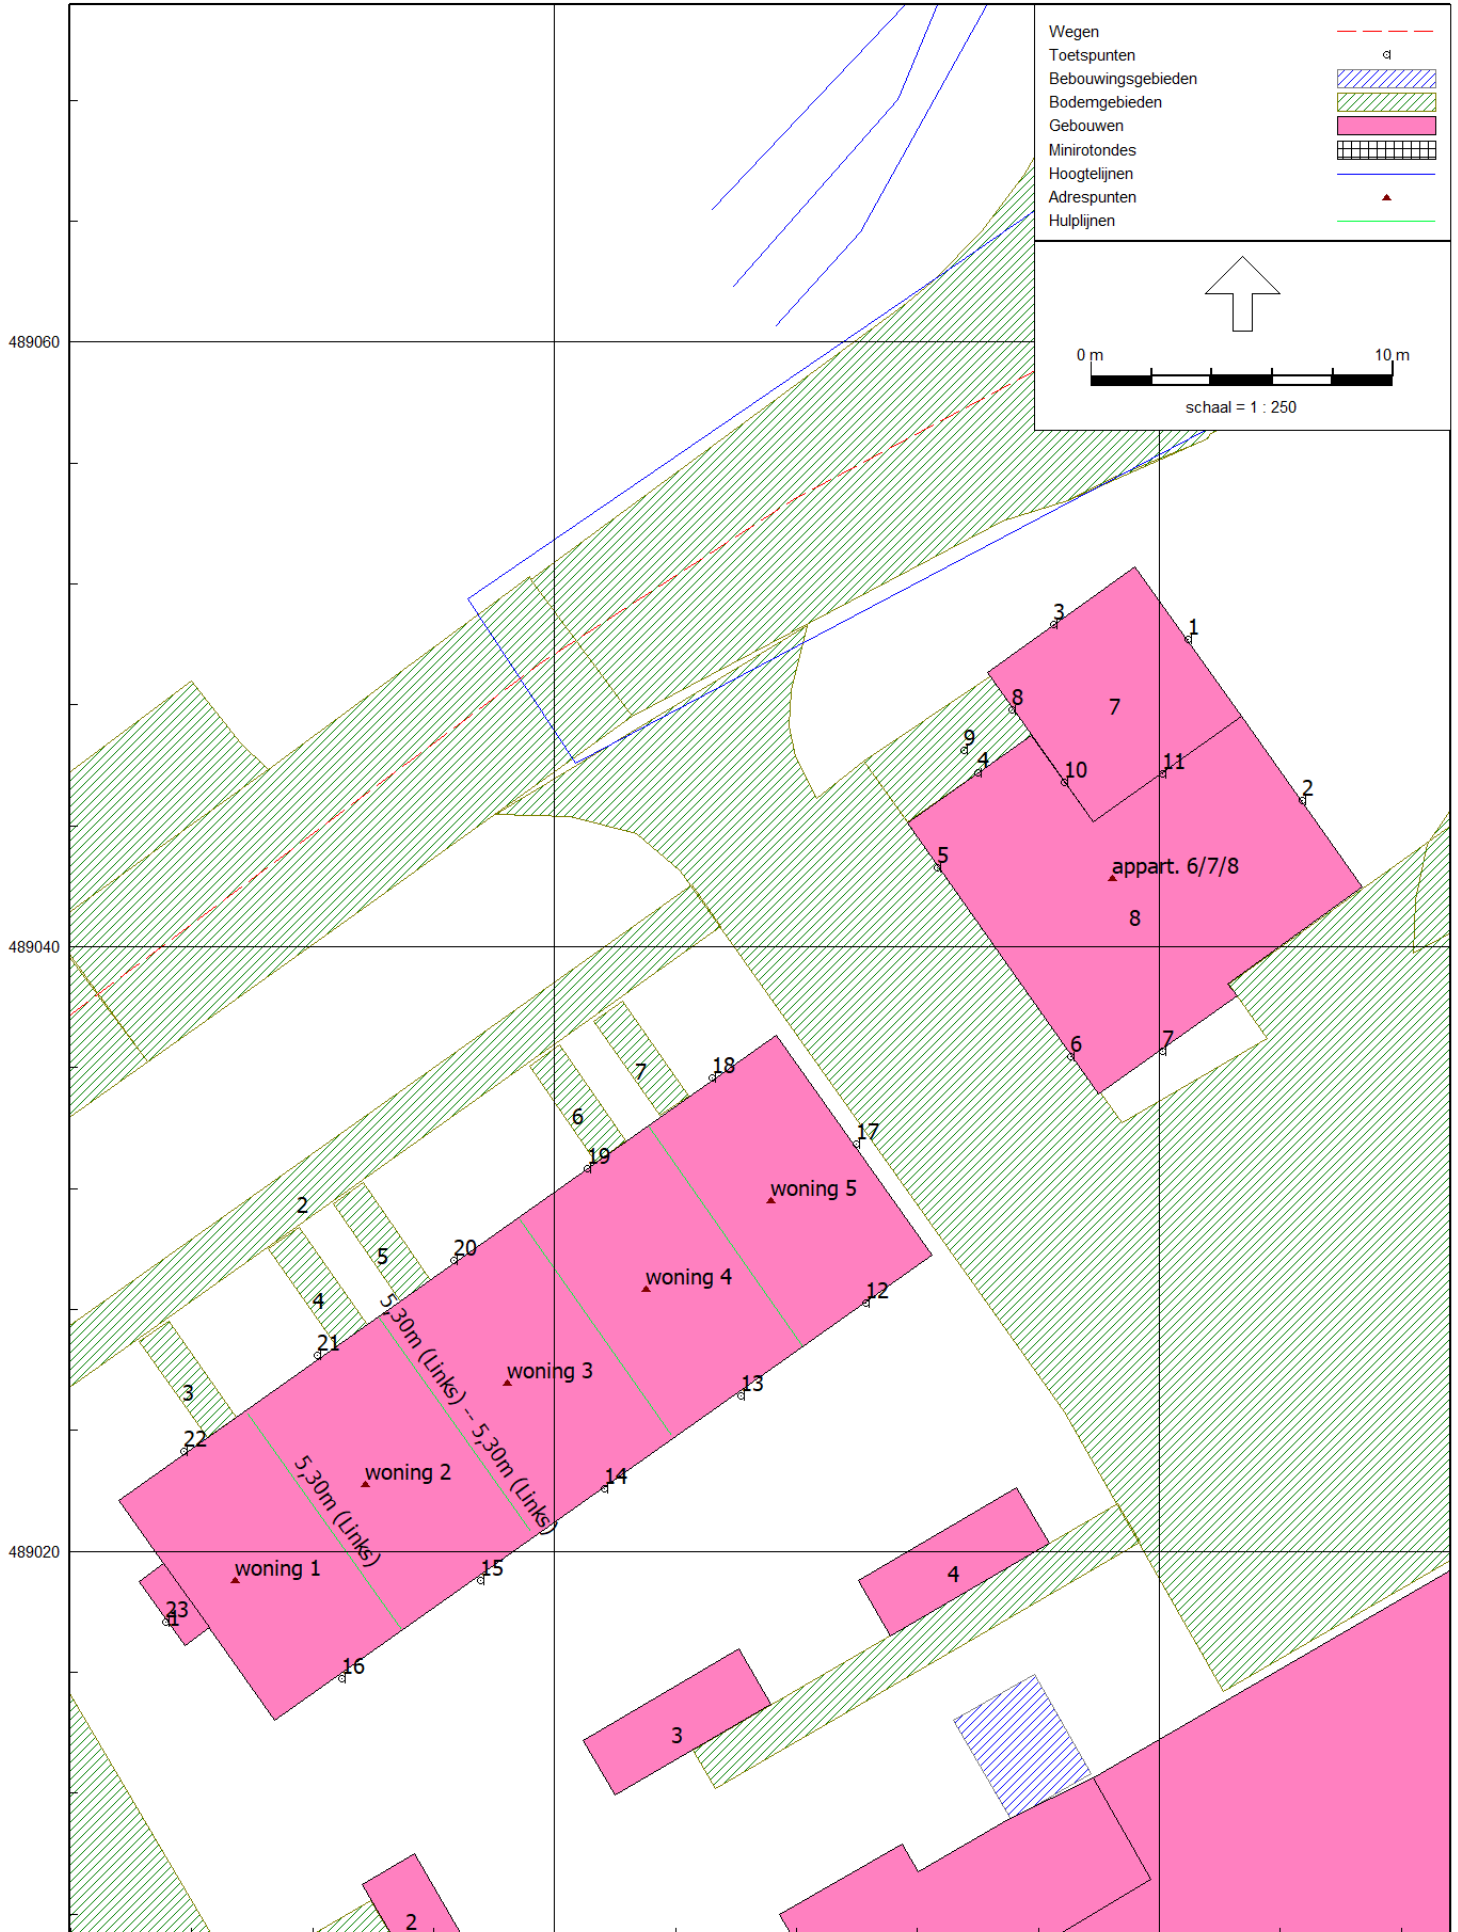 Wegen
Toetspunten
Bebouwingsgebieden
Bodemgebieden
Gebouwen
Minirotondes
Hoogtelijnen
Adrespunten
Hulplijnen
0 m 10 m
schaal = 1 : 250
489060
3
1
8
7
9
4
10
11
2
5
appart. 6/7/8
8
489040
6
7
7
18
6
17
19
woning 5
2
5
20
woning 4
4
12
5,30m (Links) -- 5,30m (Links)
21
woning 3
3
13
22
woning 2
14
5,30m (Links)
489020
woning 1
15
4
23
1
16
3
2